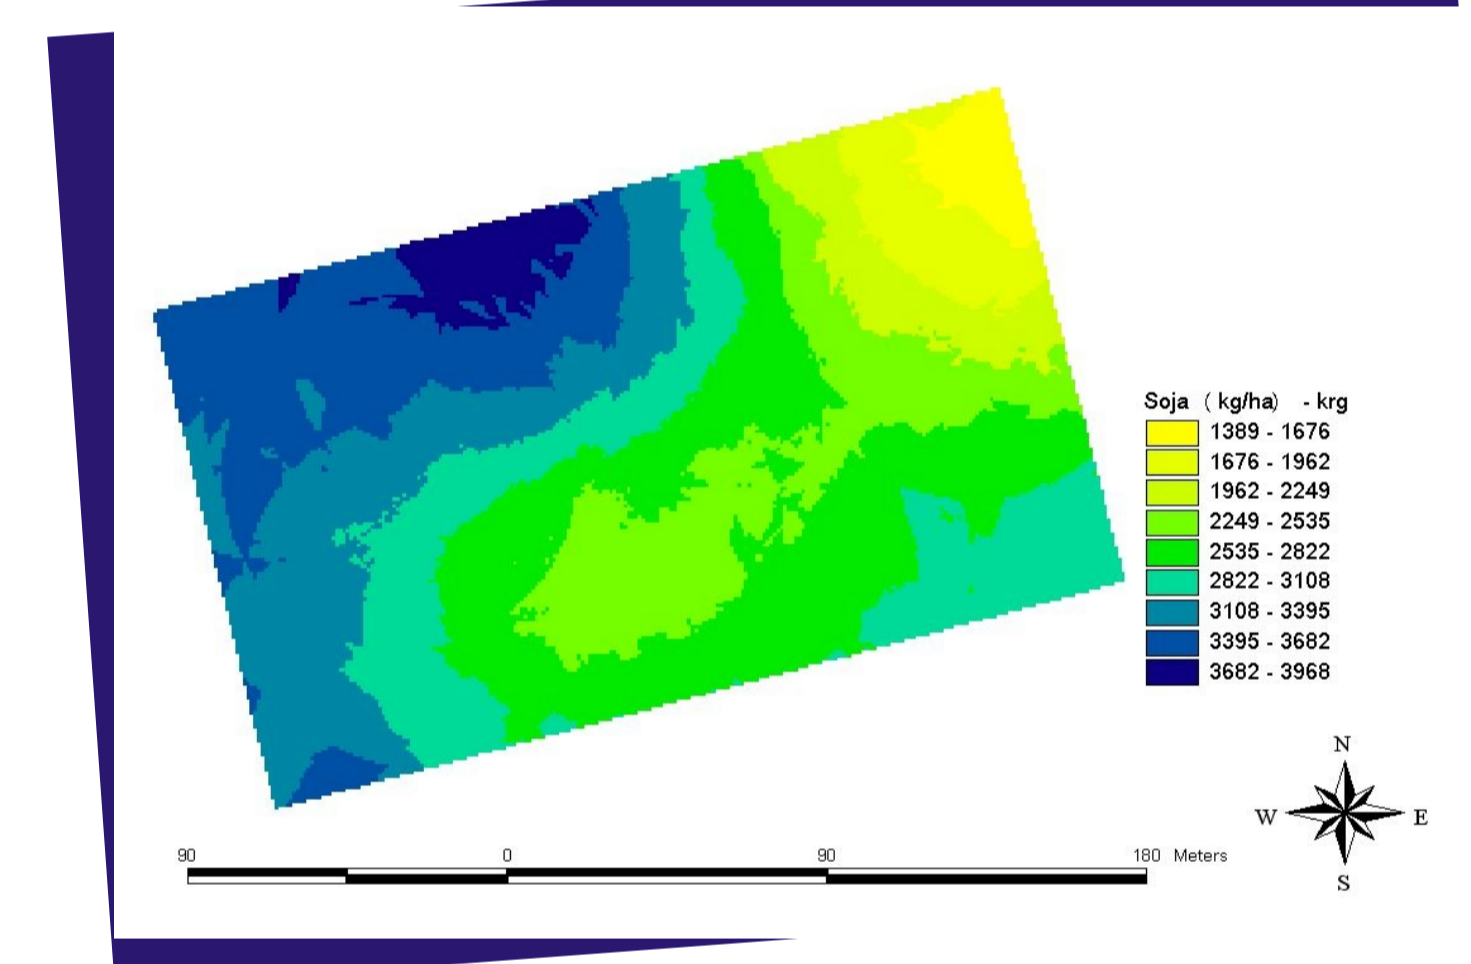 Soja ( kg/ha) - krg
1389 - 1676
1676 - 1962
1962 - 2249
2249 - 2535
2535 - 2822
2822 - 3108
3108 - 3395
3395 - 3682
3682 - 3968
N
W E
S
90 0 90 180 Meters